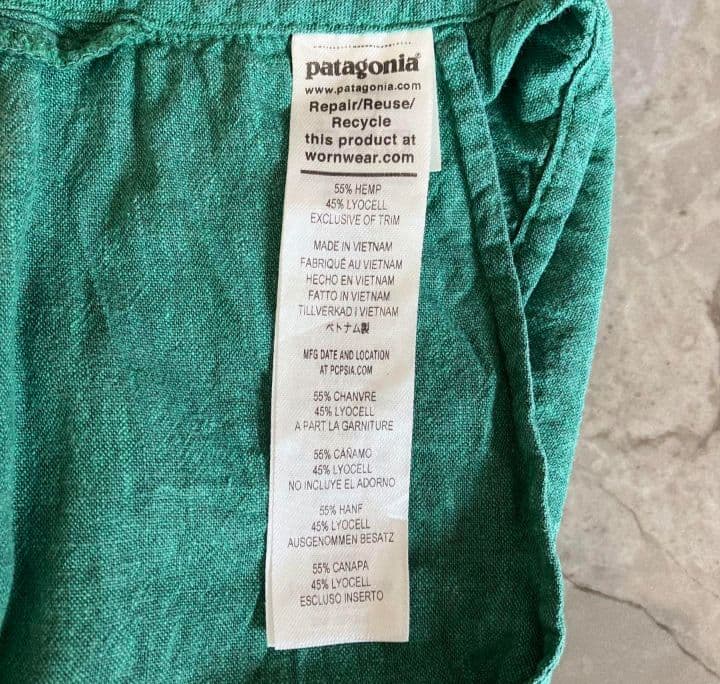 patagonia®
www.patagonia.com
Repair/Reuse/
Recycle
this product at
wornwear.com
55% HEMP
45% LYOCELL
EXCLUSIVE OF TRIM
MADE IN VIETNAM
FABRIQUÉ AU VIETNAM
HECHO EN VIETNAM
FATTO IN VIETNAM
TILLVERKAD I VIETNAM
ベトナム製
MFG DATE AND LOCATION
AT PCPSIA.COM
55% CHANVRE
45% LYOCELL
A PART LA GARNITURE
55% CÁÑAMO
45% LYOCELL
NO INCLUYE EL ADORNO
55% HANF
45% LYOCELL
AUSGENOMMEN BESATZ
55% CANAPA
45% LYOCELL
ESCLUSO INSERTO